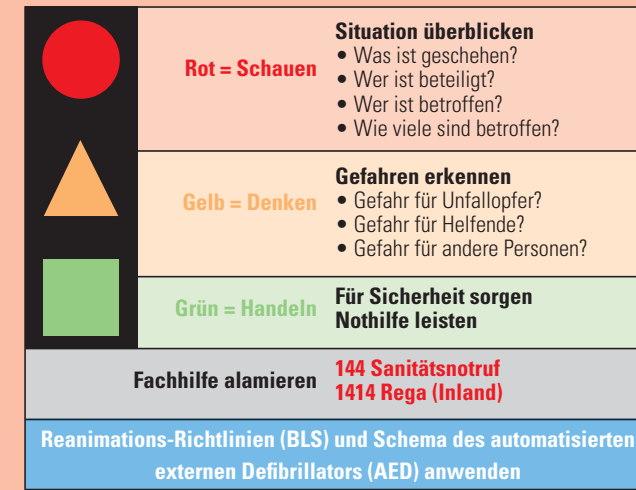 Rot = Schauen
Situation überblicken
• Was ist geschehen?
• Wer ist beteiligt?
• Wer ist betroffen?
• Wie viele sind betroffen?
Gelb = Denken
Gefahren erkennen
• Gefahr für Unfallopfer?
• Gefahr für Helfende?
• Gefahr für andere Personen?
Grün = Handeln
Für Sicherheit sorgen
Nothilfe leisten
Fachhilfe alamieren
144 Sanitätsnotruf
1414 Rega (Inland)
Reanimations-Richtlinien (BLS) und Schema des automatisierten
externen Defibrillators (AED) anwenden